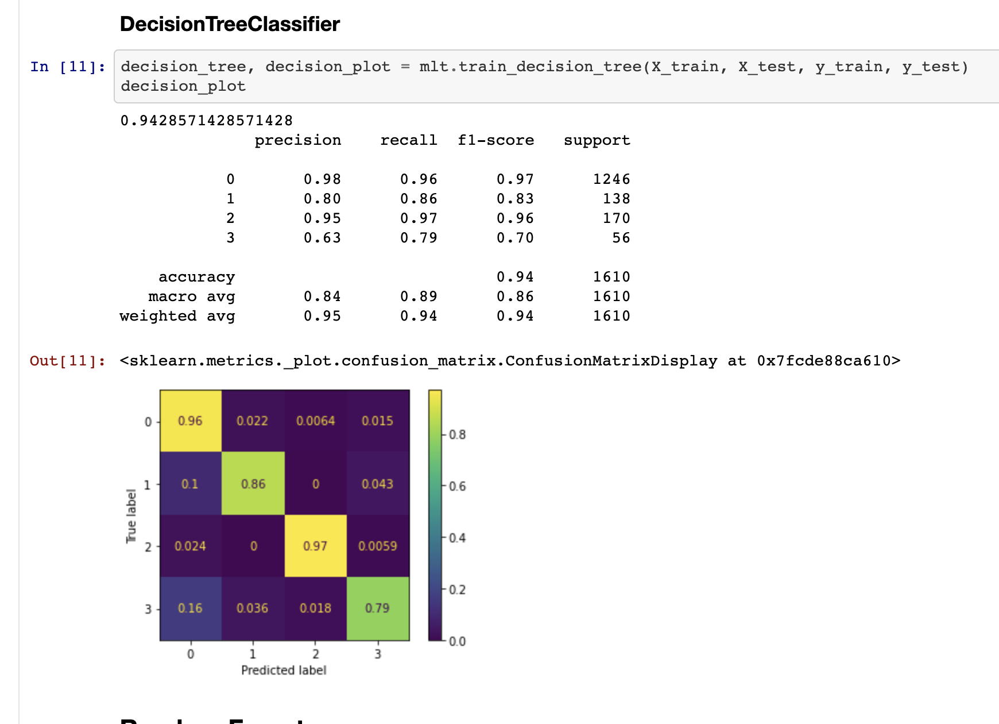 DecisionTreeClassifier
In [11]: decision_tree, decision_plot = mlt.train_decision_tree(X_train, X_test, y_train, y_test)
decision_plot
0.9428571428571428
precision recall f1-score support
0 0.98 0.96 0.97 1246
1 0.80 0.86 0.83 138
2 0.95 0.97 0.96 170
3 0.63 0.79 0.70 56
accuracy 0.94 1610
macro avg 0.84 0.89 0.86 1610
weighted avg 0.95 0.94 0.94 1610
Out[11]: <sklearn.metrics._plot.confusion_matrix.ConfusionMatrixDisplay at 0x7fcde88ca610>
0 0.96 0.022 0.0064 0.015
1 0.1 0.86 0 0.043
2 0.024 0 0.97 0.0059
3 0.16 0.036 0.018 0.79
0 1 2 3
True label
Predicted label
0.8
0.6
0.4
0.2
0.0